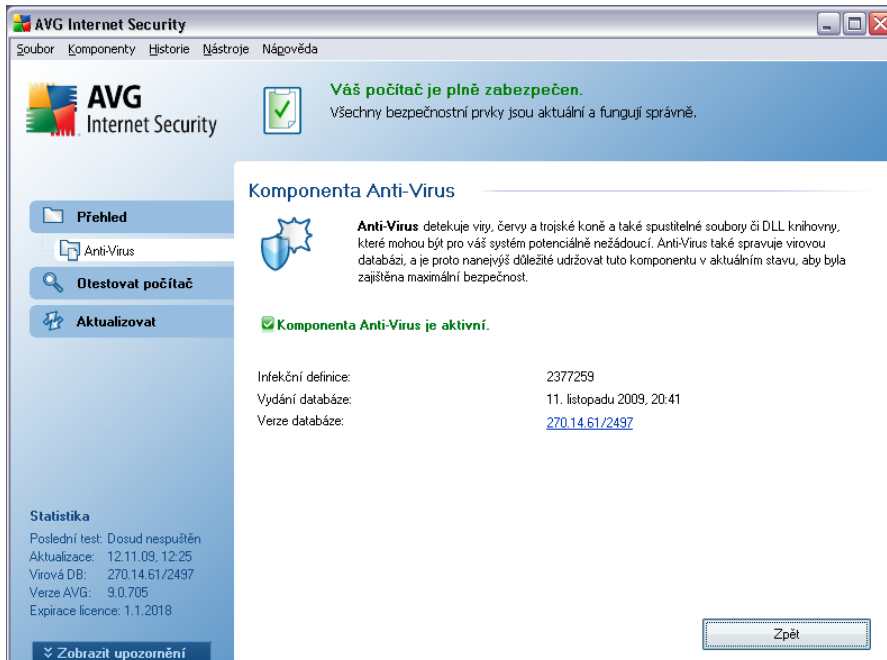 AVG Internet Security
Soubor Komponenty Historie Nástroje Nápověda
AVG
Internet Security
Váš počítač je plně zabezpečen.
Všechny bezpečnostní prvky jsou aktuální a fungují správně.
Přehled
Anti-Virus
Otestovat počítač
Aktualizovat
Komponenta Anti-Virus
Anti-Virus detekuje viry, červy a trojské koně a také spustitelné soubory či DLL knihovny,
které mohou být pro váš systém potenciálně nežádoucí. Anti-Virus také spravuje virovou
databázi, a je proto nanejvýš důležité udržovat tuto komponentu v aktuálním stavu, aby byla
zajištěna maximální bezpečnost.
Komponenta Anti-Virus je aktivní.
Infekční definice: 2377259
Vydání databáze: 11. listopadu 2009, 20:41
Verze databáze: 270.14.61/2497
Statistika
Poslední test: Dosud nespuštěn
Aktualizace: 12.11.09, 12:25
Virová DB: 270.14.61/2497
Verze AVG: 9.0.705
Expirace licence: 1.1.2018
Zobrazit upozornění
Zpět